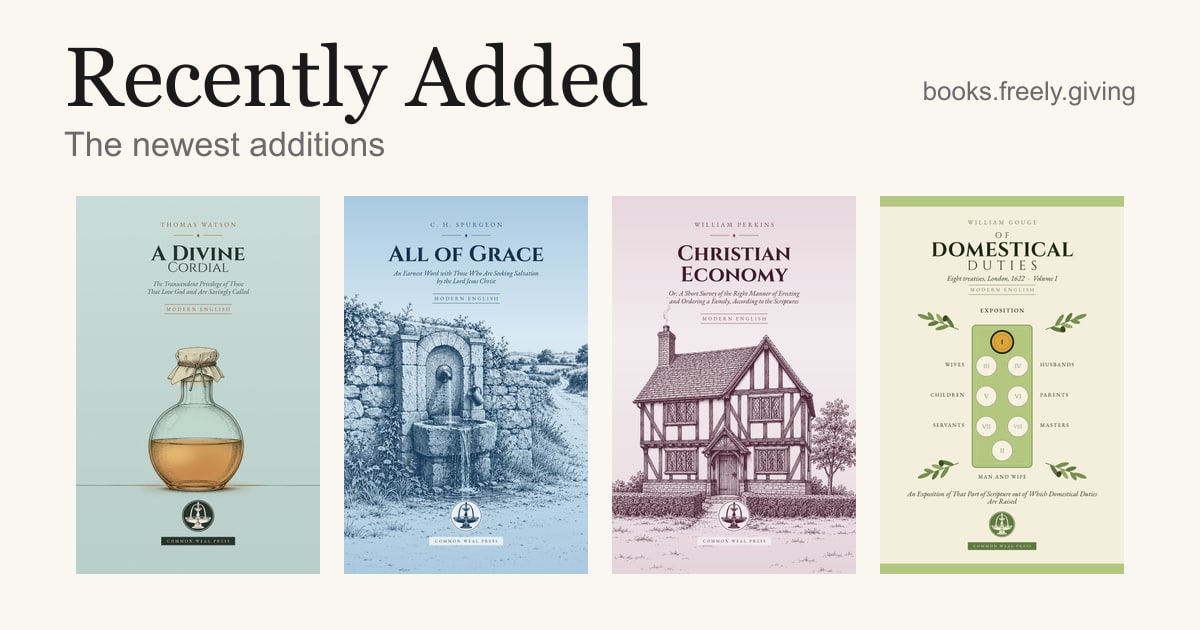 Recently Added
books.freely.giving
The newest additions
THOMAS WATSON
A DIVINE
CORDIAL
The Transcendent Privilege of Those
That Love God and Are Savingly Called
MODERN ENGLISH
COMMON WEAL PRESS
C. H. SPURGEON
ALL OF GRACE
An Earnest Word with Those Who Are Seeking Salvation
by the Lord Jesus Christ
MODERN ENGLISH
COMMON WEAL PRESS
WILLIAM PERKINS
CHRISTIAN
ECONOMY
Or, A Short Survey of the Right Manner of Erecting
and Ordering a Family, According to the Scriptures
MODERN ENGLISH
COMMON WEAL PRESS
WILLIAM GOUGE
OF
DOMESTICAL
DUTIES
Eight treatises, London, 1622 · Volume I
MODERN ENGLISH
EXPOSITION
I
WIVES III IV HUSBANDS
CHILDREN V VI PARENTS
SERVANTS VII VIII MASTERS
II
MAN AND WIFE
An Exposition of That Part of Scripture out of Which Domestical Duties
Are Raised
COMMON WEAL PRESS